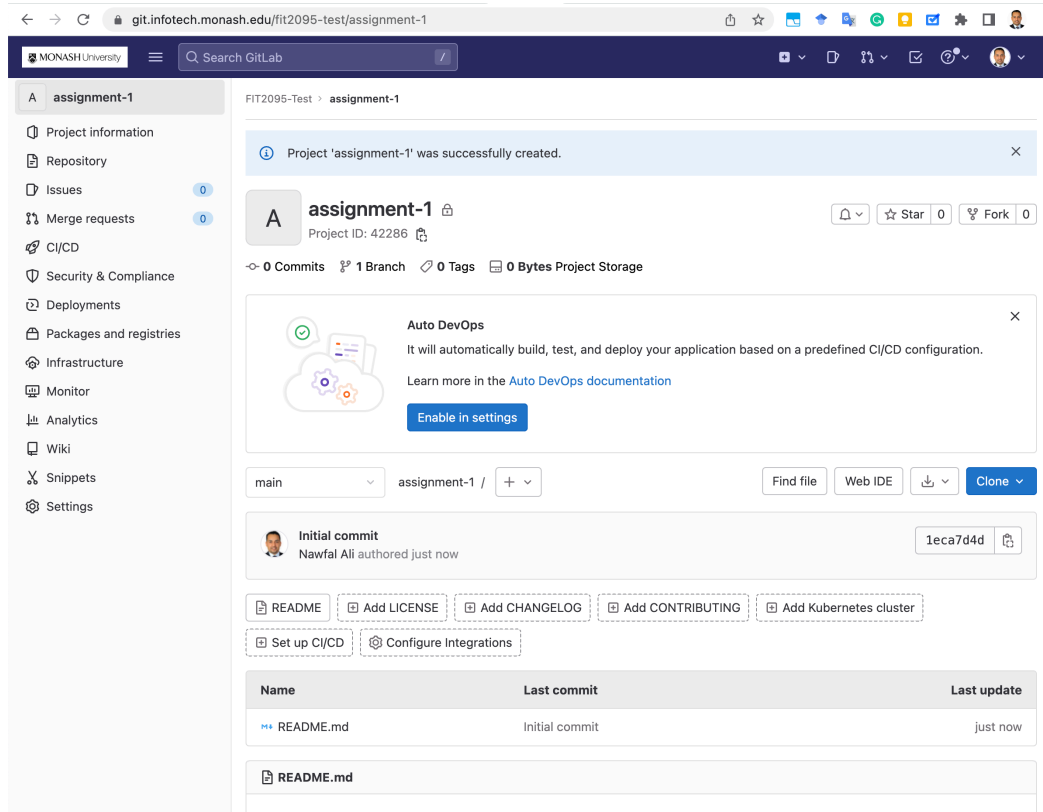 git.infotech.monash.edu/fit2095-test/assignment-1
MONASH University
Search GitLab /
A assignment-1
Project information
Repository
Issues 0
Merge requests 0
CI/CD
Security & Compliance
Deployments
Packages and registries
Infrastructure
Monitor
Analytics
Wiki
Snippets
Settings
FIT2095-Test > assignment-1
Project 'assignment-1' was successfully created.
A
assignment-1
Project ID: 42286
Star 0 Fork 0
0 Commits 1 Branch 0 Tags 0 Bytes Project Storage
Auto DevOps
It will automatically build, test, and deploy your application based on a predefined CI/CD configuration.
Learn more in the Auto DevOps documentation
Enable in settings
main assignment-1 / + Find file Web IDE Clone
Initial commit
Nawfal Ali authored just now
1eca7d4d
README Add LICENSE Add CHANGELOG Add CONTRIBUTING Add Kubernetes cluster
Set up CI/CD Configure Integrations
Name Last commit Last update
README.md Initial commit just now
README.md